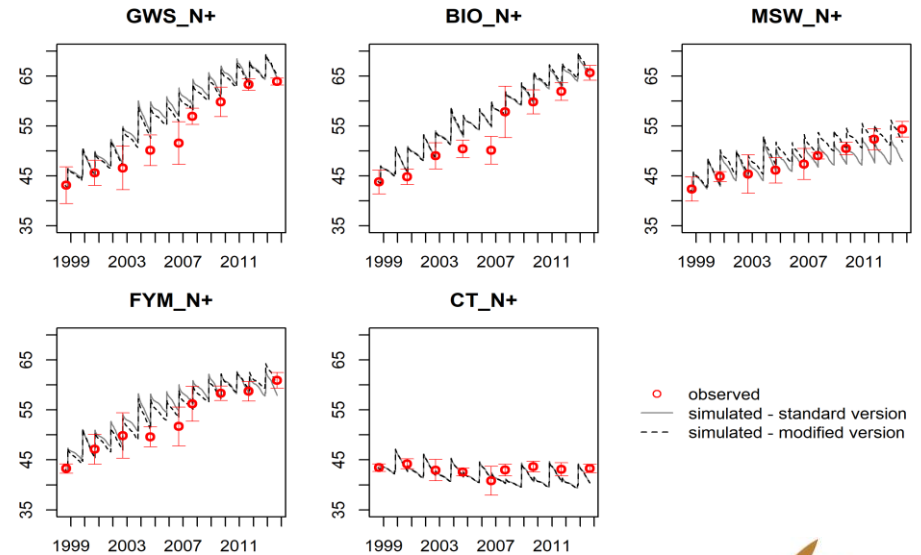 GWS_N+ BIO_N+ MSW_N+
65
55
45
35
65
55
45
35
65
55
45
35
1999 2003 2007 2011 1999 2003 2007 2011 1999 2003 2007 2011
FYM_N+ CT_N+
65
55
45
35
65
55
45
35
1999 2003 2007 2011 1999 2003 2007 2011
observed
simulated - standard version
simulated - modified version